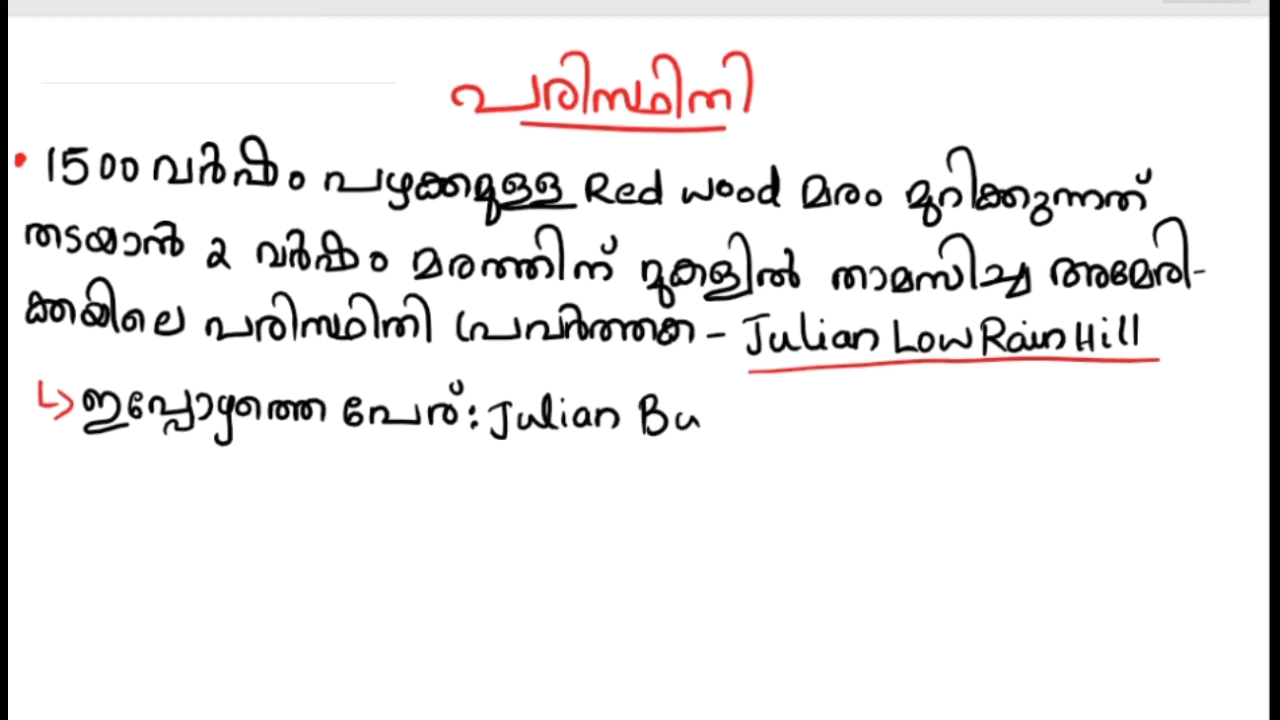 പരിസ്ഥിതി
• 1500 വർഷം പഴക്കമുള്ള Red wood മരം മുറിക്കുന്നത്
തടയാൻ 2 വർഷം മരത്തിന് മുകളിൽ താമസിച്ച അമേരി-
ക്കയിലെ പരിസ്ഥിതി പ്രവർത്തക - Julian Low Rain Hill
↳ ഇപ്പോഴത്തെ പേര് : Julian Bu